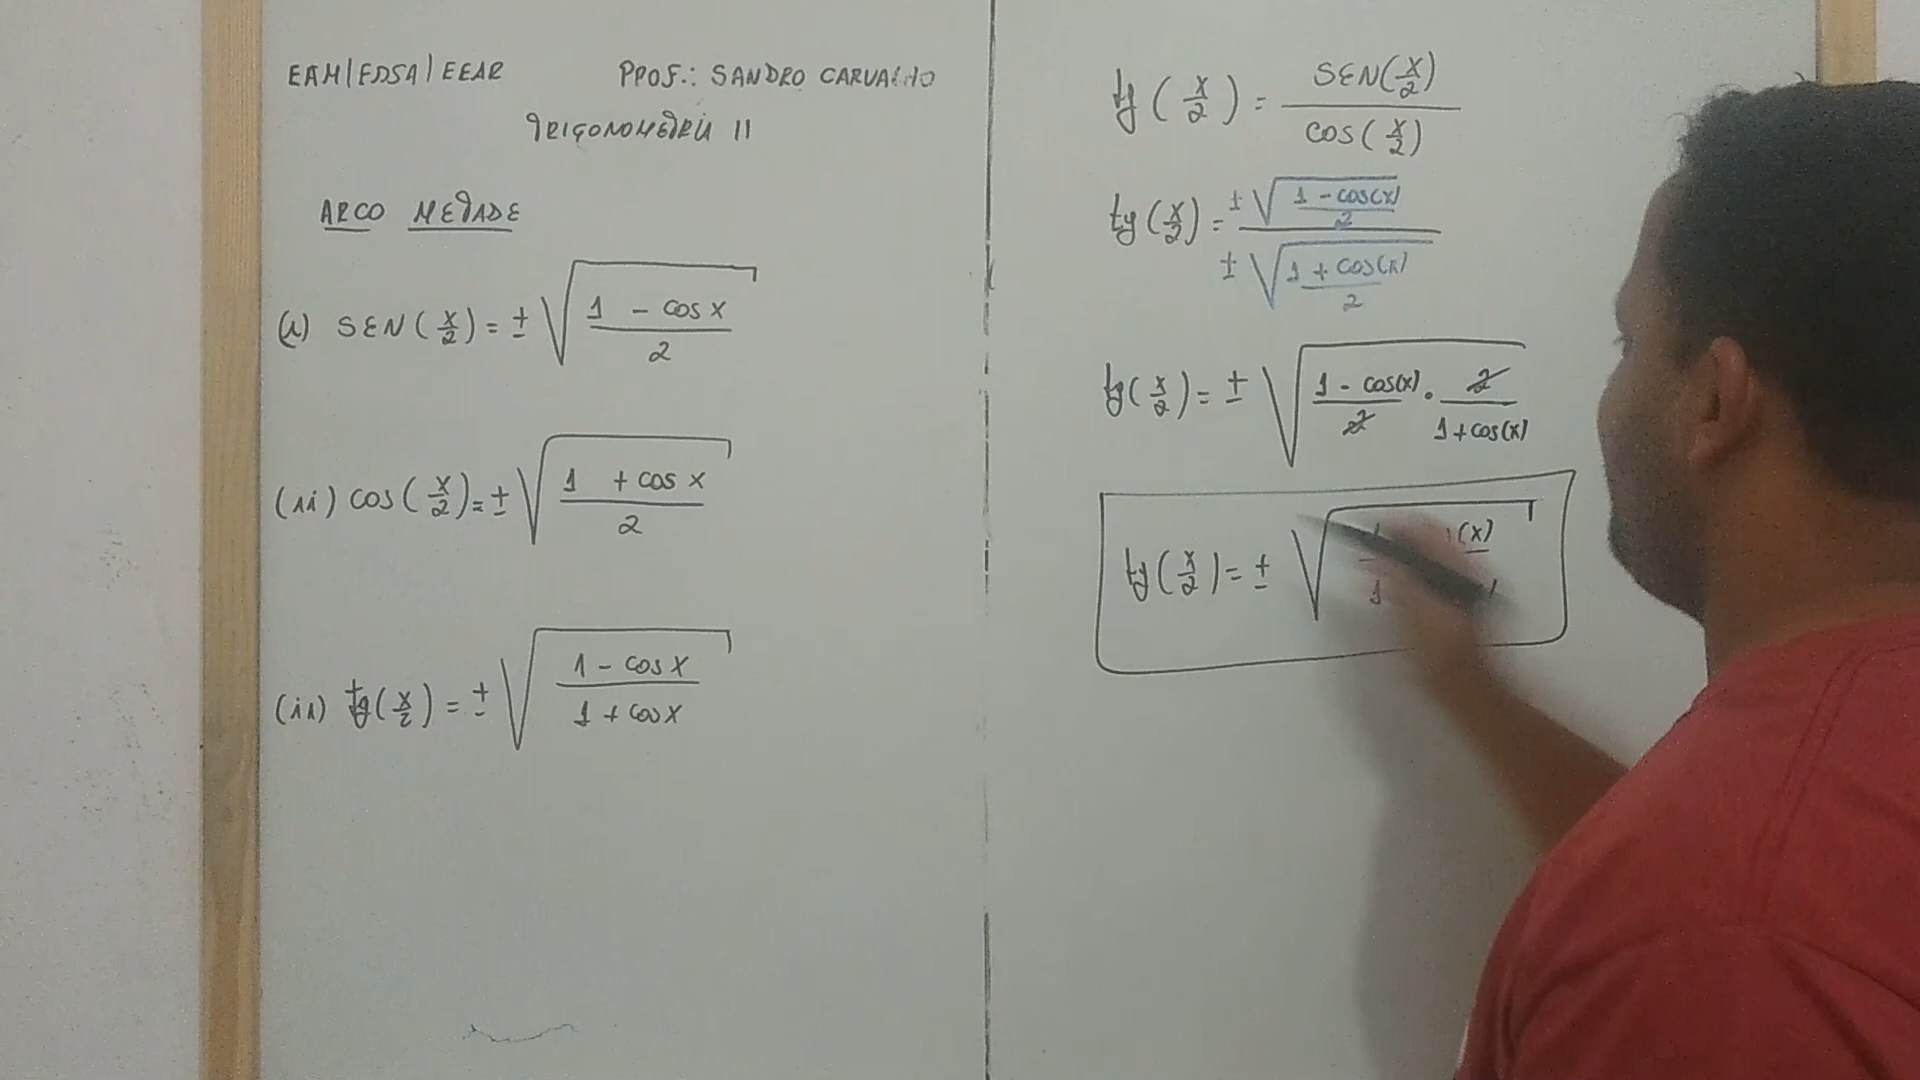 EAM/EDSA/EEAR PROF.: SANDRO CARVALHO
TRIGONOMETRIA II
ARCO METADE
(i) SEN(x/2) = ± √((1 - cos x)/2)
(ii) cos(x/2) = ± √((1 + cos x)/2)
(iii) tg(x/2) = ± √((1 - cos x)/(1 + cos x))
tg(x/2) = SEN(x/2)/cos(x/2)
tg(x/2) = ± √((1 - cos(x))/2) / ± √((1 + cos(x))/2)
tg(x/2) = ± √((1 - cos(x))/2 · 2/(1 + cos(x)))
tg(x/2) = ± √ (x) 1